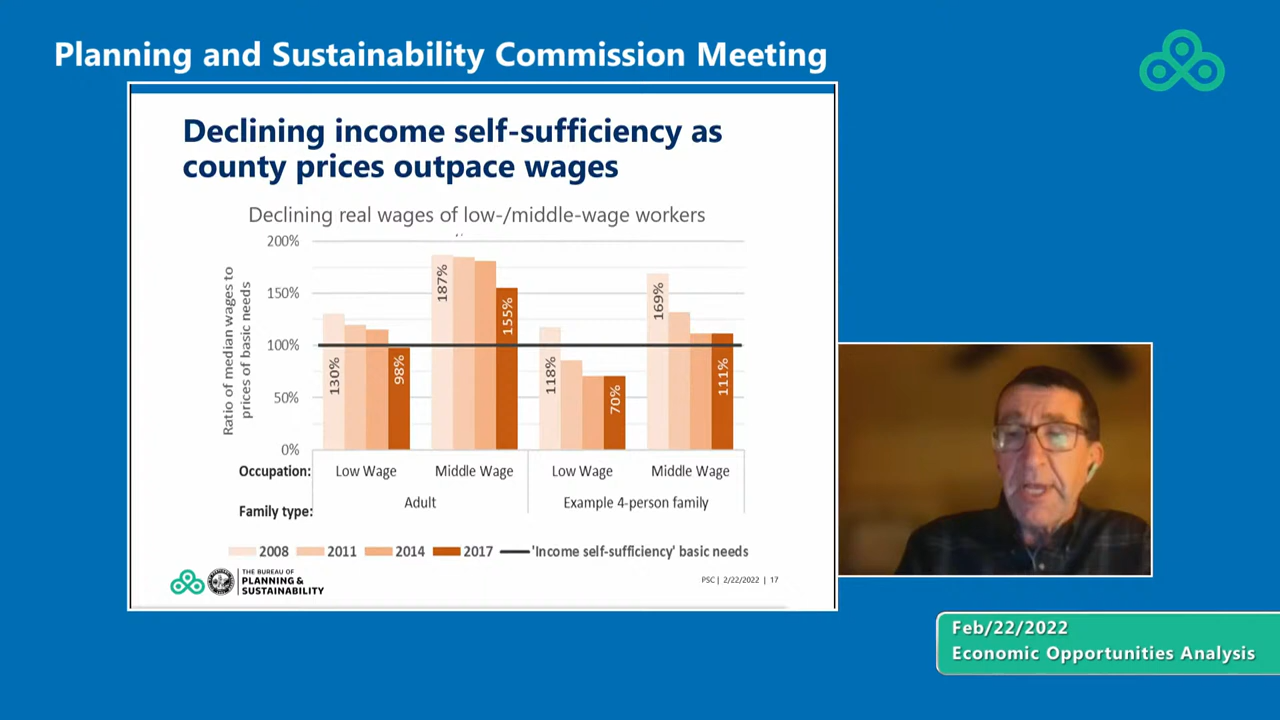 Planning and Sustainability Commission Meeting
Declining income self-sufficiency as
county prices outpace wages
Declining real wages of low-/middle-wage workers
Ratio of median wages to
prices of basic needs
200%
150%
100%
50%
0%
130%
98%
187%
155%
118%
70%
169%
111%
Occupation:
Low Wage
Middle Wage
Low Wage
Middle Wage
Family type:
Adult
Example 4-person family
2008
2011
2014
2017
'Income self-sufficiency' basic needs
THE BUREAU OF
PLANNING &
SUSTAINABILITY
PSC | 2/22/2022 | 17
Feb/22/2022
Economic Opportunities Analysis